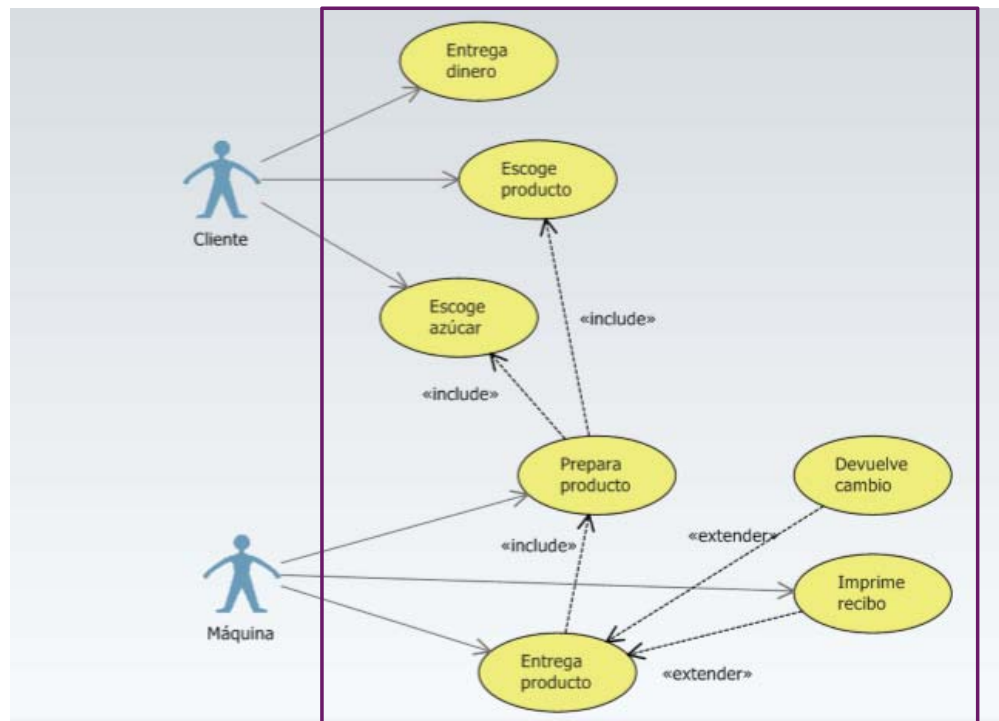 Entrega
dinero
Escoge
producto
Cliente
Escoge
azúcar
«include»
«include»
Prepara
producto
Devuelve
cambio
«include»
«extender»
Imprime
recibo
Máquina
Entrega
producto
«extender»